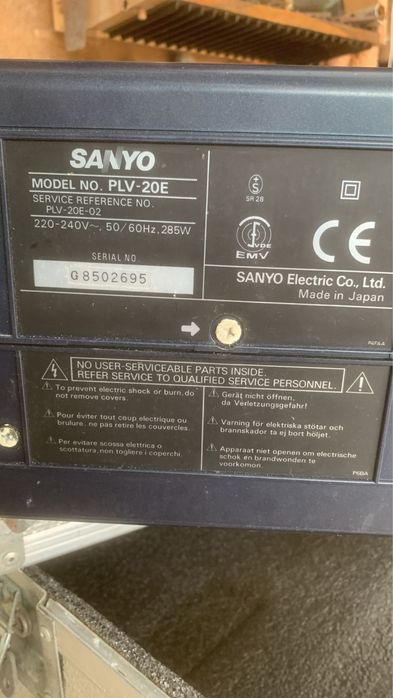 SANYO
MODEL NO. PLV-20E
SERVICE REFERENCE NO.
PLV-20E-02
220-240V~, 50/60Hz, 285W
SERIAL NO
G8502695
S
SR 28
VDE
EMV
CE
SANYO Electric Co., Ltd.
Made in Japan
NO USER-SERVICEABLE PARTS INSIDE.
REFER SERVICE TO QUALIFIED SERVICE PERSONNEL.
To prevent electric shock or burn, do
not remove covers.
Pour éviter tout coup electrique ou
brulure, ne pas retire les couvercles.
Per evitare scossa elettrica o
scottatura, non togliere i coperchi.
Gerät nicht öffnen,
da Verletzungsgefahr!
Varning för elektriska stötar och
brannskador ta ej bort höljet.
Apparaat niet openen om electrische
schok en brandwonden te
voorkomon.
P6BA